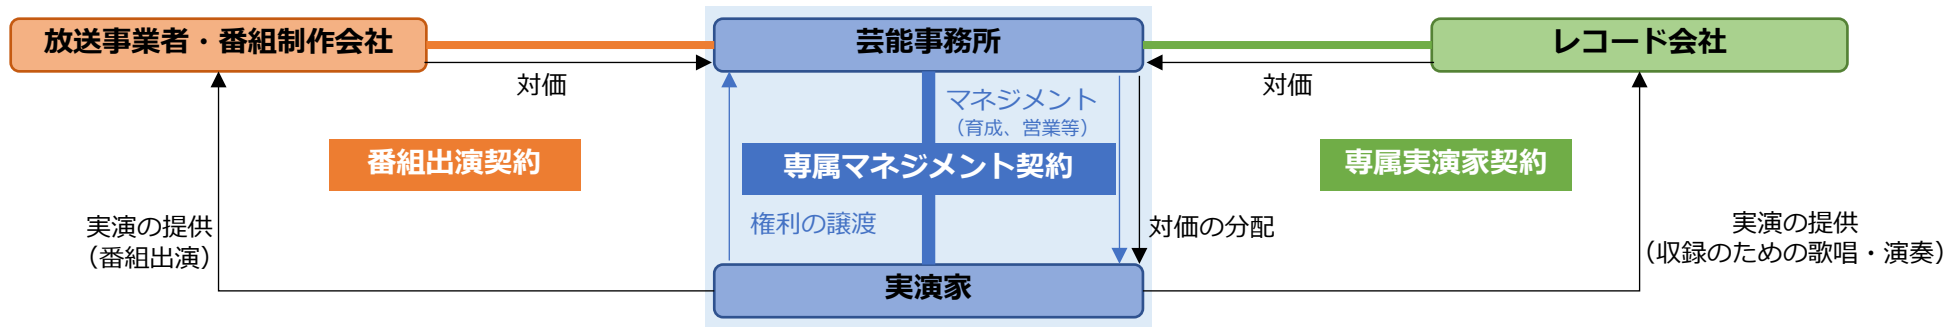 放送事業者・番組制作会社
芸能事務所
レコード会社
対価
対価
マネジメント
（育成、営業等）
番組出演契約
専属マネジメント契約
専属実演家契約
実演の提供
（番組出演）
権利の譲渡
対価の分配
実演の提供
（収録のための歌唱・演奏）
実演家